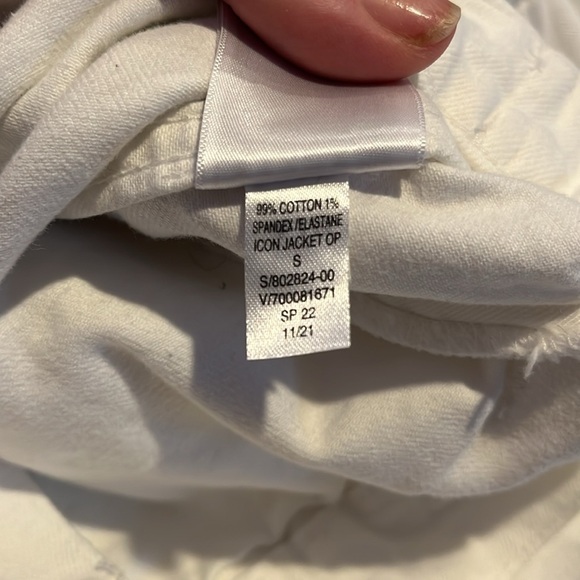 99% COTTON 1%
SPANDEX/ELASTANE
ICON JACKET OP
S
S/802824-00
V/700081671
SP 22
11/21